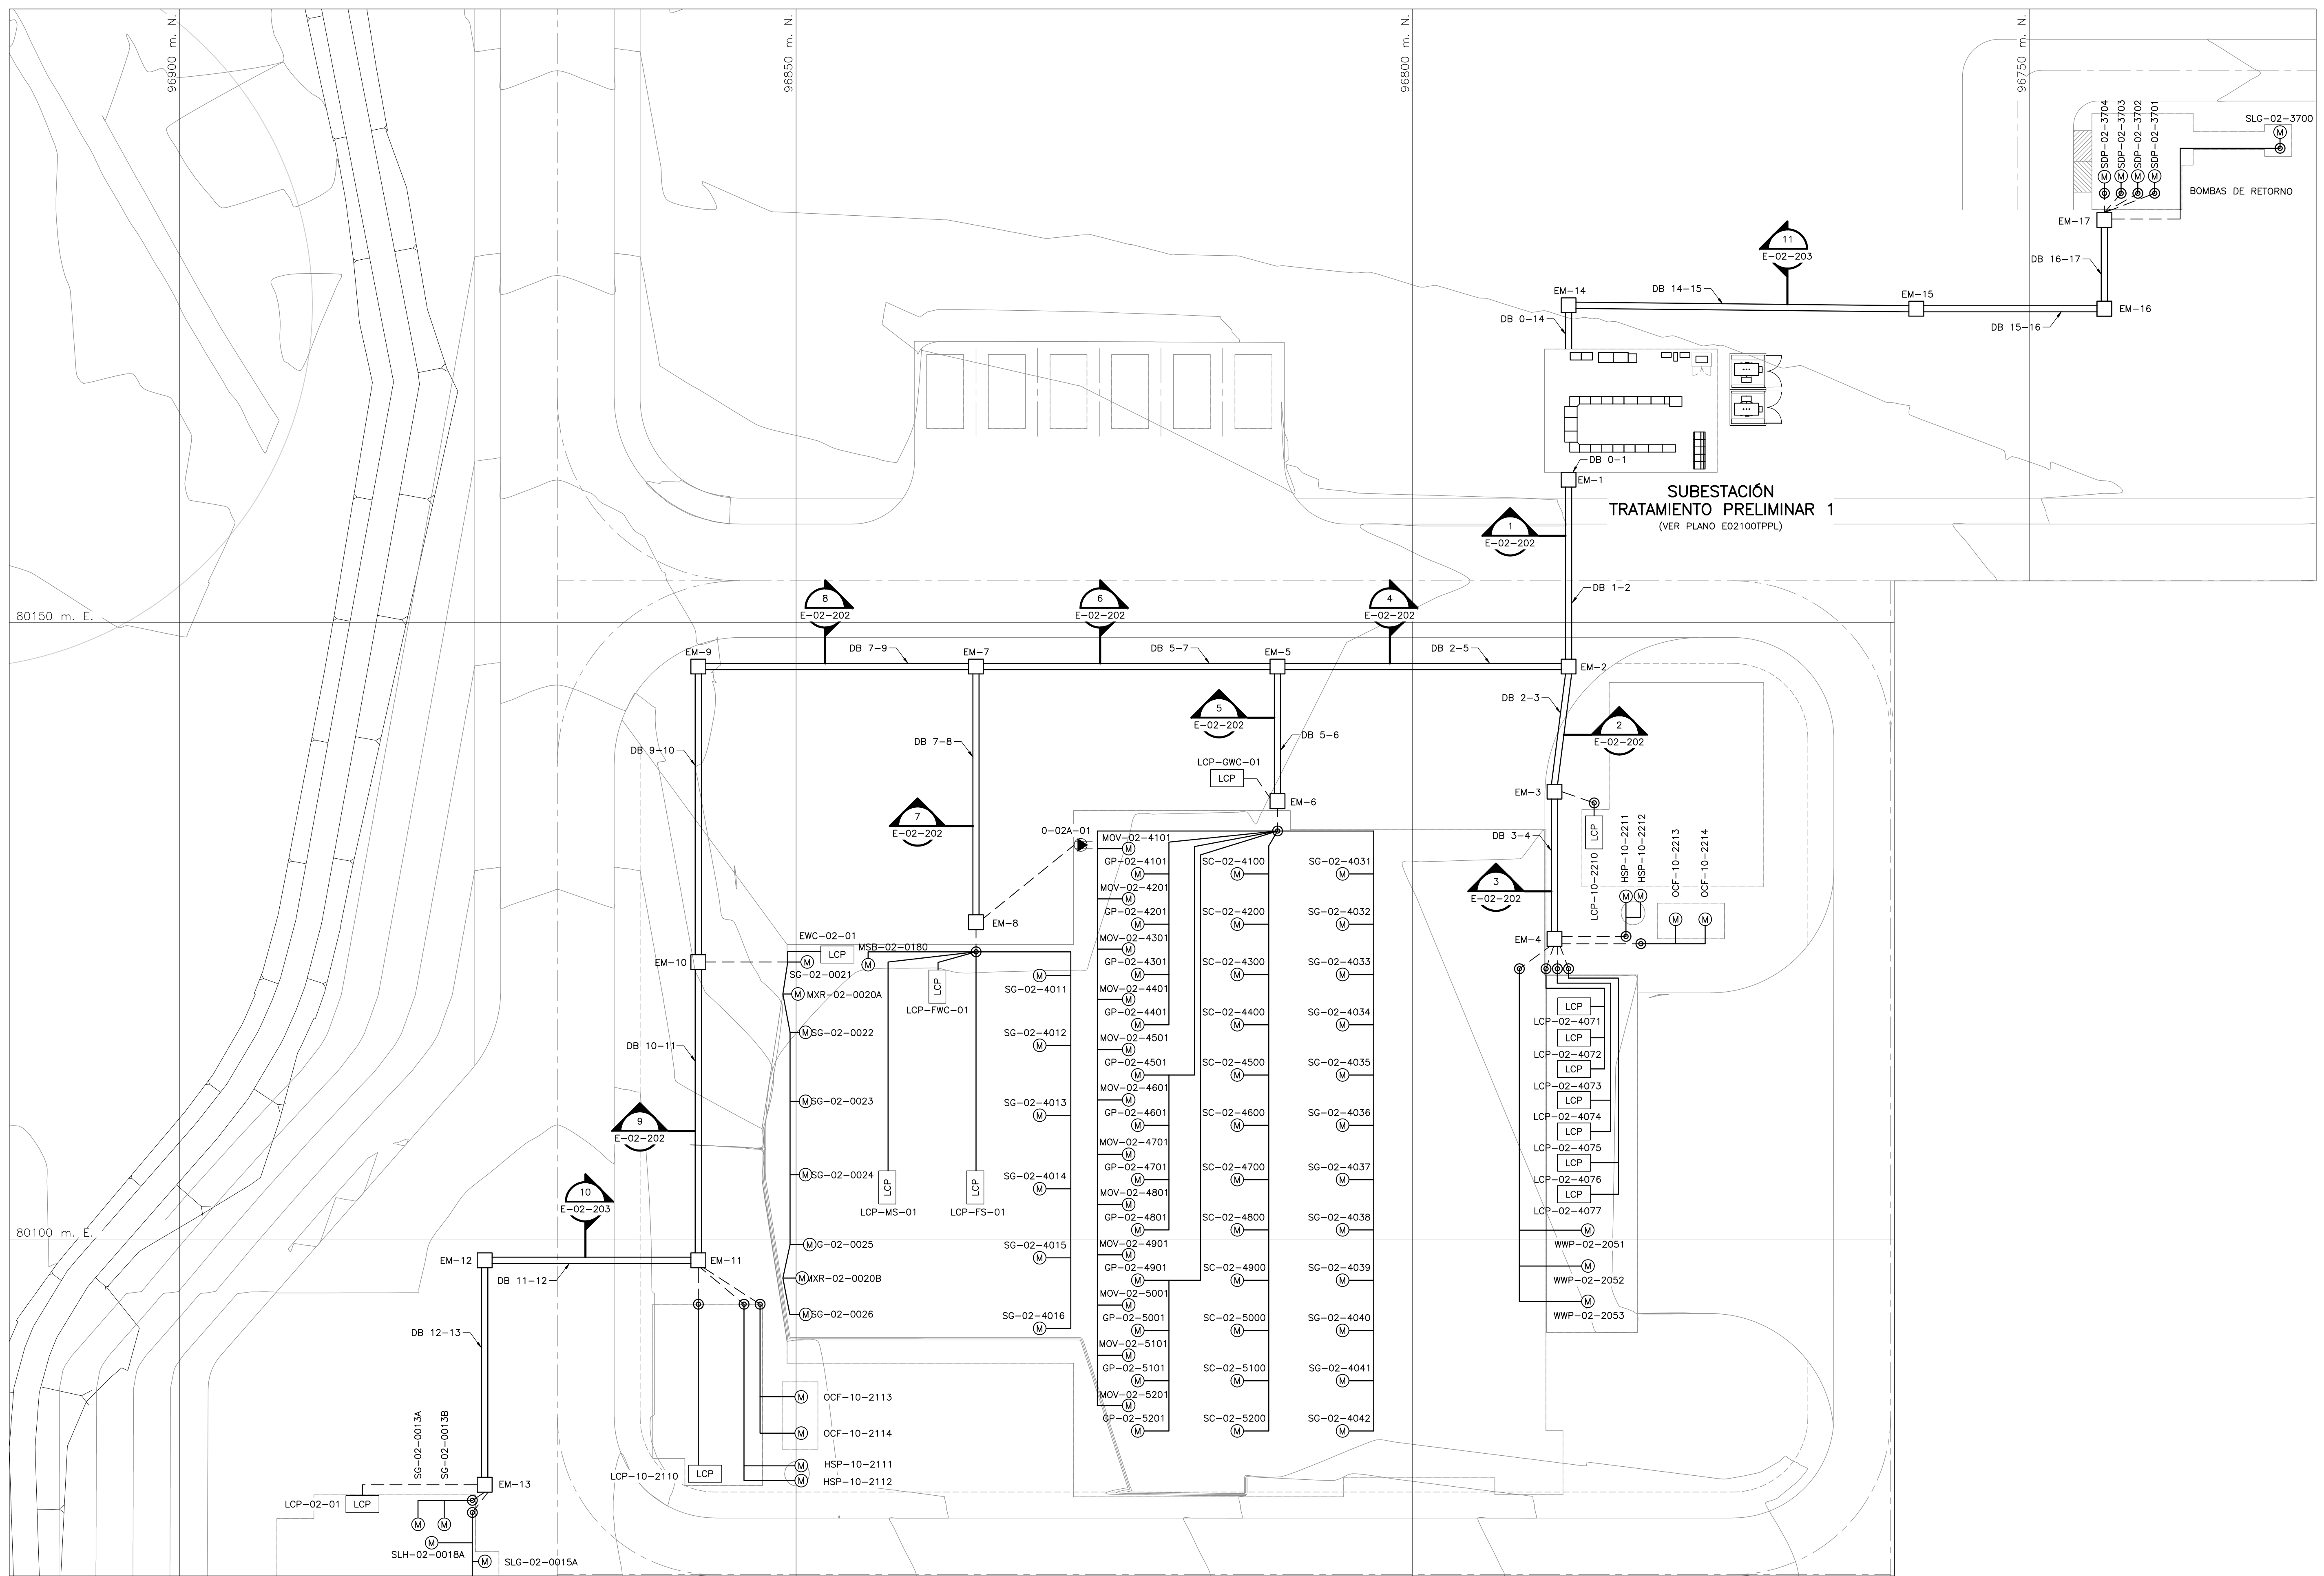 96900 m. N.
96850 m. N.
96800 m. N.
96750 m. N.
SDP-02-3704
SDP-02-3703
SDP-02-3702
SDP-02-3701
SLG-02-3700
M
M
M
M
M
BOMBAS DE RETORNO
EM-17
11
E-02-203
DB 16-17
EM-14
DB 14-15
EM-15
EM-16
DB 0-14
DB 15-16
DB 0-1
EM-1
SUBESTACIÓN
TRATAMIENTO PRELIMINAR 1
(VER PLANO E02100TPPL)
1
E-02-202
DB 1-2
80150 m. E.
8
E-02-202
6
E-02-202
4
E-02-202
EM-9
DB 7-9
EM-7
DB 5-7
EM-5
DB 2-5
EM-2
DB 2-3
5
E-02-202
2
E-02-202
DB 9-10
DB 7-8
DB 5-6
LCP-GWC-01
LCP
EM-6
EM-3
7
E-02-202
0-02A-01
DB 3-4
LCP
LCP-10-2210
HSP-10-2211
HSP-10-2212
OCF-10-2213
OCF-10-2214
M
M
M
M
3
E-02-202
EM-4
EM-8
MOV-02-4101
M
GP-02-4101
M
SC-02-4100
M
SG-02-4031
M
MOV-02-4201
M
GP-02-4201
M
SC-02-4200
M
SG-02-4032
M
MOV-02-4301
M
GP-02-4301
M
SC-02-4300
M
SG-02-4033
M
MOV-02-4401
M
GP-02-4401
M
SC-02-4400
M
SG-02-4034
M
MOV-02-4501
M
GP-02-4501
M
SC-02-4500
M
SG-02-4035
M
MOV-02-4601
M
GP-02-4601
M
SC-02-4600
M
SG-02-4036
M
MOV-02-4701
M
GP-02-4701
M
SC-02-4700
M
SG-02-4037
M
MOV-02-4801
M
GP-02-4801
M
SC-02-4800
M
SG-02-4038
M
MOV-02-4901
M
GP-02-4901
M
SC-02-4900
M
SG-02-4039
M
MOV-02-5001
M
GP-02-5001
M
SC-02-5000
M
SG-02-4040
M
MOV-02-5101
M
GP-02-5101
M
SC-02-5100
M
SG-02-4041
M
MOV-02-5201
M
GP-02-5201
M
SC-02-5200
M
SG-02-4042
M
EWC-02-01
LCP
MSB-02-0180
M
EM-10
M
SG-02-0021
M MXR-02-0020A
M SG-02-0022
M SG-02-0023
M SG-02-0024
M G-02-0025
M MXR-02-0020B
M SG-02-0026
LCP
LCP-FWC-01
LCP
LCP-MS-01
LCP
LCP-FS-01
M
SG-02-4011
SG-02-4012
M
SG-02-4013
M
SG-02-4014
M
SG-02-4015
M
SG-02-4016
M
LCP
LCP-02-4071
LCP
LCP-02-4072
LCP
LCP-02-4073
LCP
LCP-02-4074
LCP
LCP-02-4075
LCP
LCP-02-4076
LCP
LCP-02-4077
M
WWP-02-2051
M
WWP-02-2052
M
WWP-02-2053
DB 10-11
9
E-02-202
10
E-02-203
80100 m. E.
EM-12
EM-11
DB 11-12
DB 12-13
M OCF-10-2113
M OCF-10-2114
M HSP-10-2111
M HSP-10-2112
LCP-10-2110
LCP
SG-02-0013A
SG-02-0013B
EM-13
LCP-02-01
LCP
M
M
M
SLH-02-0018A
M SLG-02-0015A